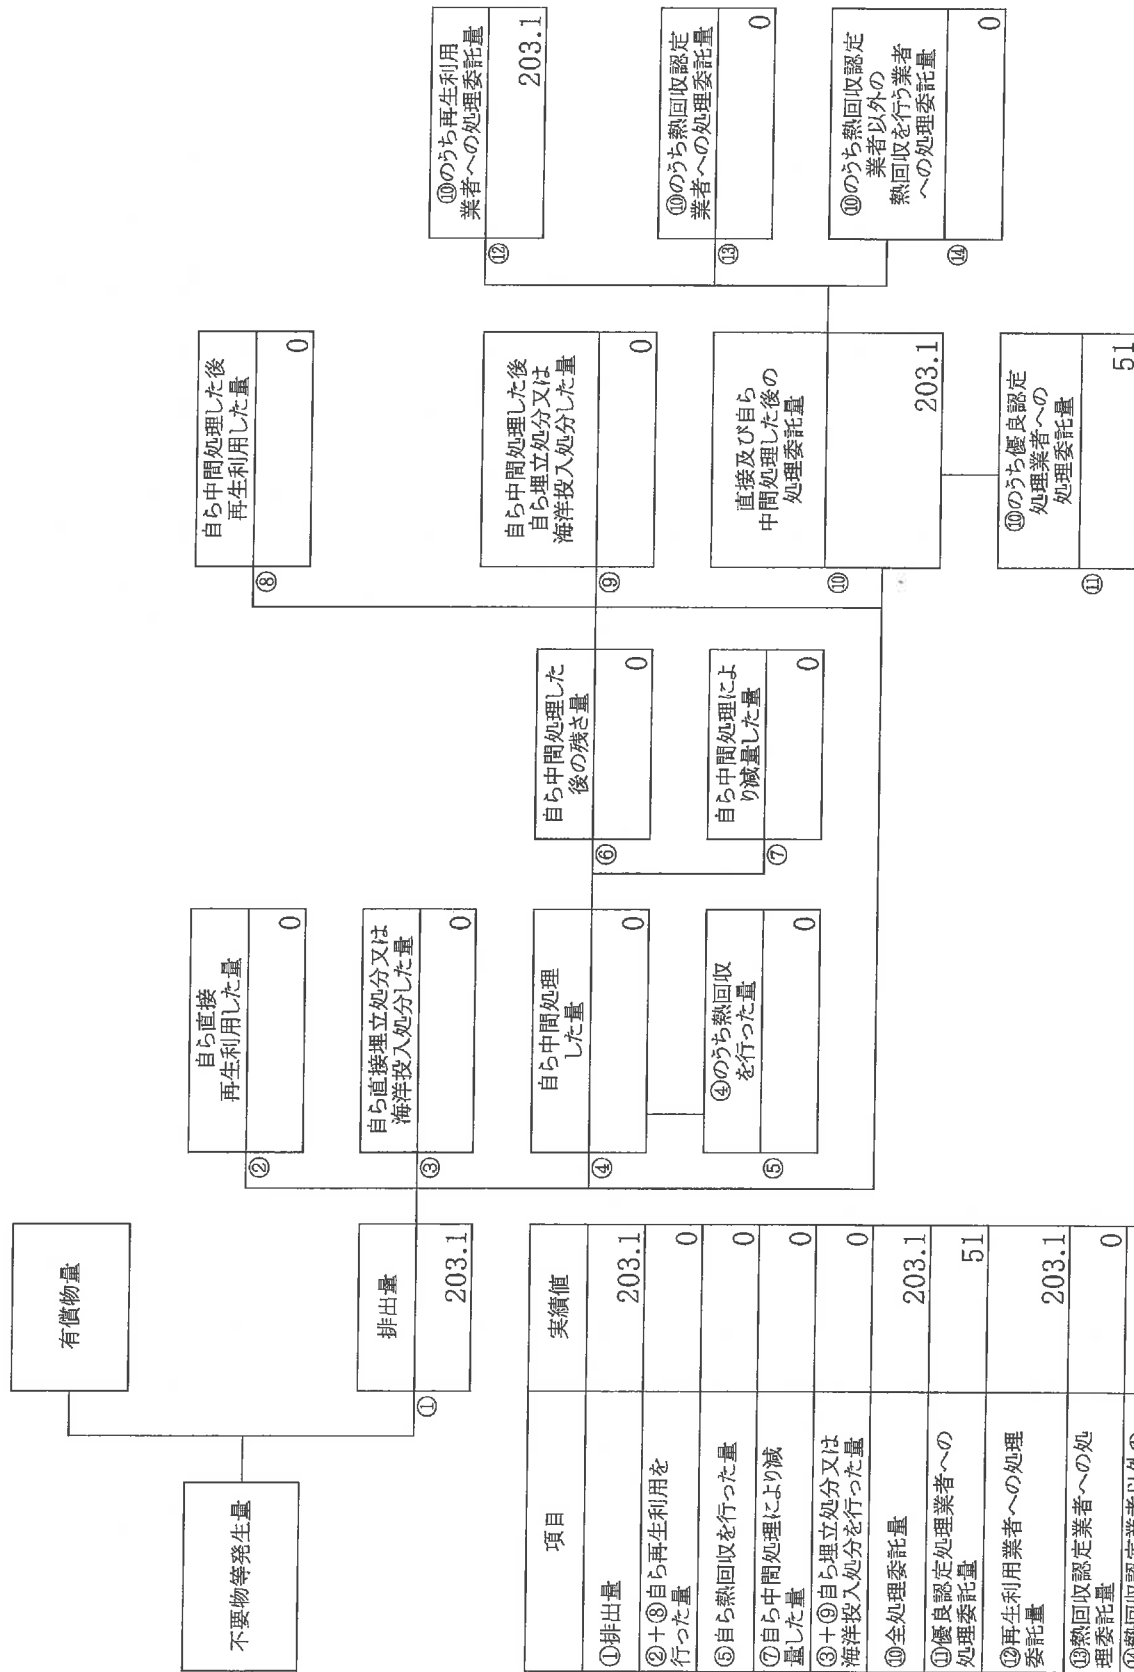 不要物等発生量
有償物量
①
排出量
203.1
②
自ら直接
再生利用した量
0
③
自ら直接埋立処分又は
海洋投入処分した量
0
④
自ら中間処理
した量
0
⑤
④のうち熱回収
を行った量
0
⑥
自ら中間処理した
後の残さ量
0
⑦
自ら中間処理によ
り減量した量
0
⑧
自ら中間処理した後
再生利用した量
0
⑨
自ら中間処理した後
自ら埋立処分又は
海洋投入処分した量
0
⑩
直接及び自ら
中間処理した後の
処理委託量
203.1
⑪
⑩のうち優良認定
処理業者への
処理委託量
51
⑫
⑩のうち再生利用
業者への処理委託量
203.1
⑬
⑩のうち熱回収認定
業者への処理委託量
0
⑭
⑩のうち熱回収認定
業者以外の
熱回収を行う業者
への処理委託量
0
項目 実績値
①排出量 203.1
②+⑧自ら再生利用を
行った量 0
⑤自ら熱回収を行った量 0
⑦自ら中間処理により減
量した量 0
③+⑨自ら埋立処分又は
海洋投入処分を行った量 0
⑩全処理委託量 203.1
⑪優良認定処理業者への
処理委託量 51
⑫再生利用業者への処理
委託量 203.1
⑬熱回収認定業者への処
理委託量 0
⑭熱回収認定業者以外の